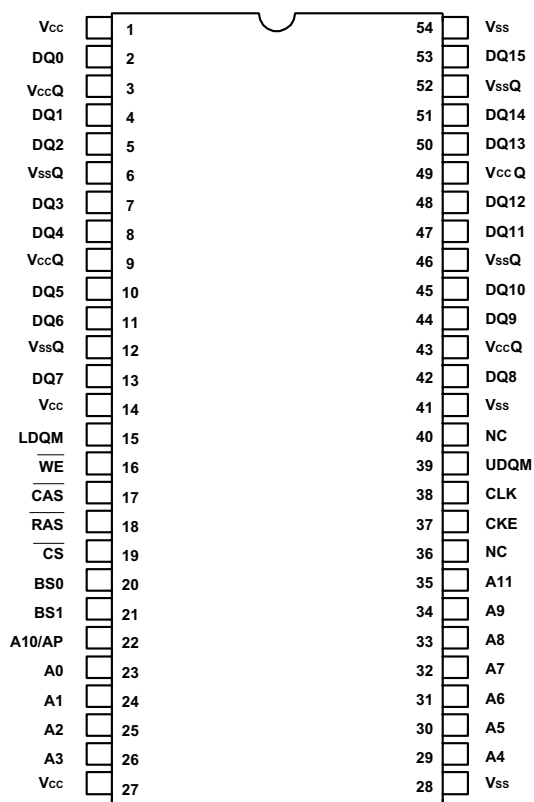 Vcc 1 54 Vss
DQ0 2 53 DQ15
VccQ 3 52 VssQ
DQ1 4 51 DQ14
DQ2 5 50 DQ13
VssQ 6 49 Vcc Q
DQ3 7 48 DQ12
DQ4 8 47 DQ11
VccQ 9 46 VssQ
DQ5 10 45 DQ10
DQ6 11 44 DQ9
VssQ 12 43 VccQ
DQ7 13 42 DQ8
Vcc 14 41 Vss
LDQM 15 40 NC
W̅E̅ 16 39 UDQM
C̅A̅S̅ 17 38 CLK
R̅A̅S̅ 18 37 CKE
C̅S̅ 19 36 NC
BS0 20 35 A11
BS1 21 34 A9
A10/AP 22 33 A8
A0 23 32 A7
A1 24 31 A6
A2 25 30 A5
A3 26 29 A4
Vcc 27 28 Vss